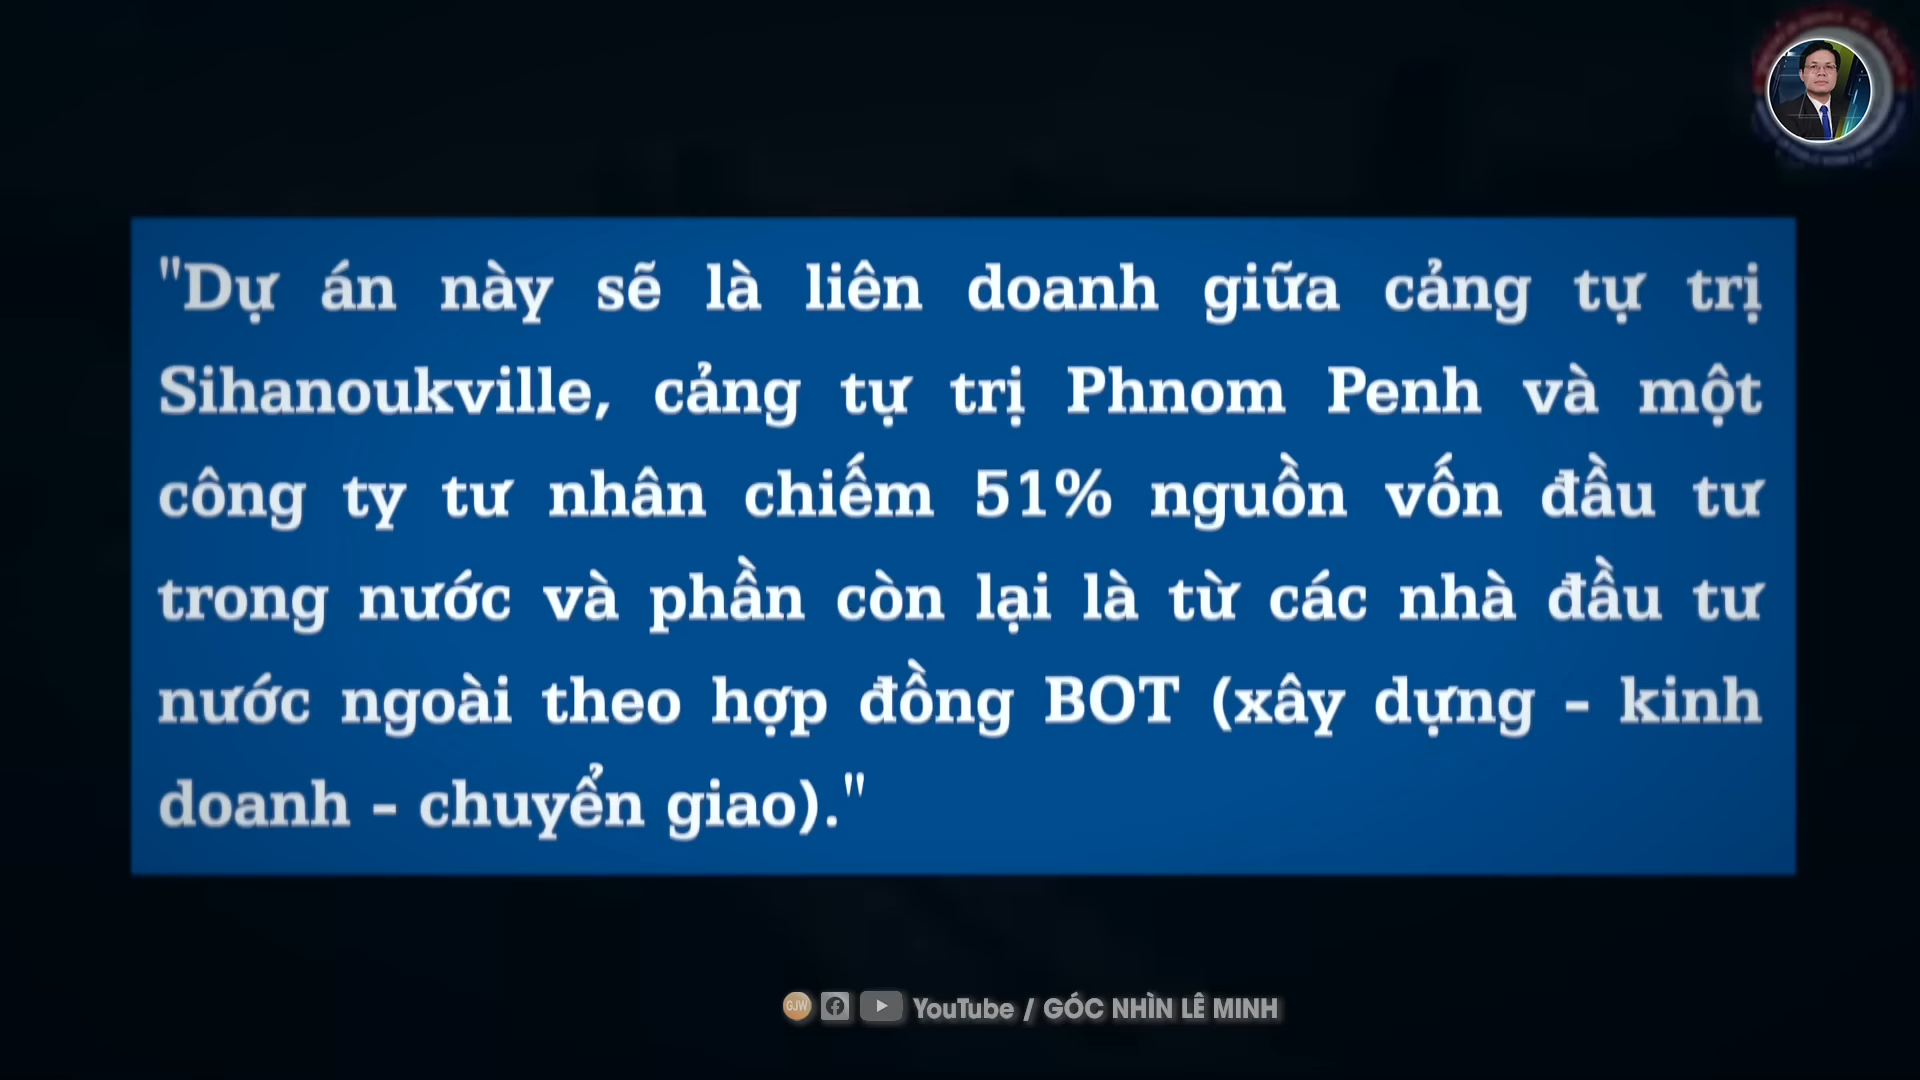 "Dự án này sẽ là liên doanh giữa cảng tự trị
Sihanoukville, cảng tự trị Phnom Penh và một
công ty tư nhân chiếm 51% nguồn vốn đầu tư
trong nước và phần còn lại là từ các nhà đầu tư
nước ngoài theo hợp đồng BOT (xây dựng - kinh
doanh - chuyển giao)."
GJW YouTube / GÓC NHÌN LÊ MINH